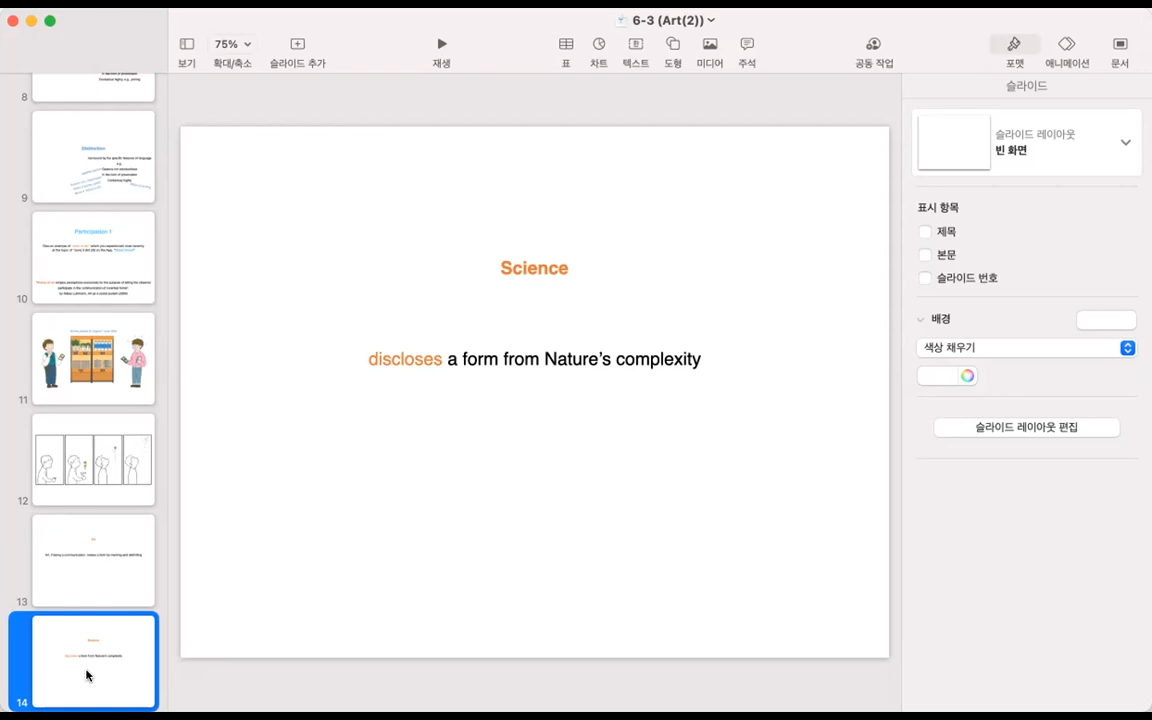 6-3 (Art(2))
75%
보기
확대/축소
슬라이드 추가
재생
표
차트
텍스트
도형
미디어
주석
공동 작업
포맷
애니메이션
문서
8
9
Distinction
10
Participation 1
11
12
13
Art
14
Science
Science
discloses a form from Nature's complexity
슬라이드
슬라이드 레이아웃
빈 화면
표시 항목
제목
본문
슬라이드 번호
배경
색상 채우기
슬라이드 레이아웃 편집